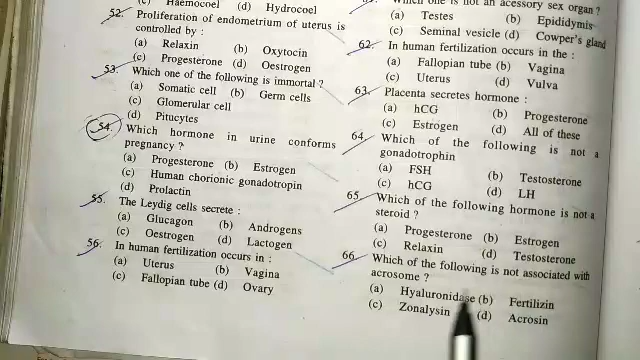 (c) Haemocoel (d) Hydrocoel
52. Proliferation of endometrium of uterus is
controlled by :
(a) Relaxin (b) Oxytocin
(c) Progesterone (d) Oestrogen
53. Which one of the following is immortal ?
(a) Somatic cell (b) Germ cells
(c) Glomerular cell
(d) Pitucytes
54. Which hormone in urine conforms
pregnancy ?
(a) Progesterone (b) Estrogen
(c) Human chorionic gonadotropin
(d) Prolactin
55. The Leydig cells secrete :
(a) Glucagon (b) Androgens
(c) Oestrogen (d) Lactogen
56. In human fertilization occurs in :
(a) Uterus (b) Vagina
(c) Fallopian tube (d) Ovary
Which one is not an acessory sex organ ?
(a) Testes (b) Epididymis
(c) Seminal vesicle (d) Cowper's gland
62. In human fertilization occurs in the :
(a) Fallopian tube (b) Vagina
(c) Uterus (d) Vulva
63. Placenta secretes hormone :
(a) hCG (b) Progesterone
(c) Estrogen (d) All of these
64. Which of the following is not a
gonadotrophin
(a) FSH (b) Testosterone
(c) hCG (d) LH
65. Which of the following hormone is not a
steroid ?
(a) Progesterone (b) Estrogen
(c) Relaxin (d) Testosterone
66. Which of the following is not associated with
acrosome ?
(a) Hyaluronidase (b) Fertilizin
(c) Zonalysin (d) Acrosin